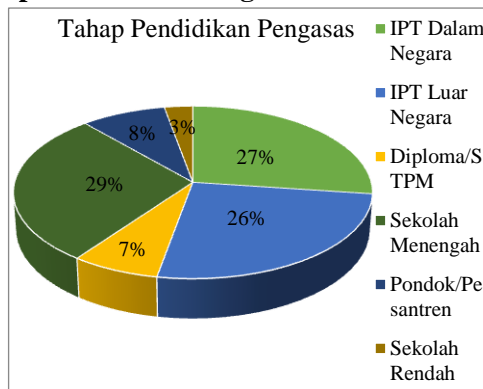 Tahap Pendidikan Pengasas
27%
26%
7%
29%
8%
3%
IPT Dalam
Negara
IPT Luar
Negara
Diploma/S
TPM
Sekolah
Menengah
Pondok/Pe
santren
Sekolah
Rendah